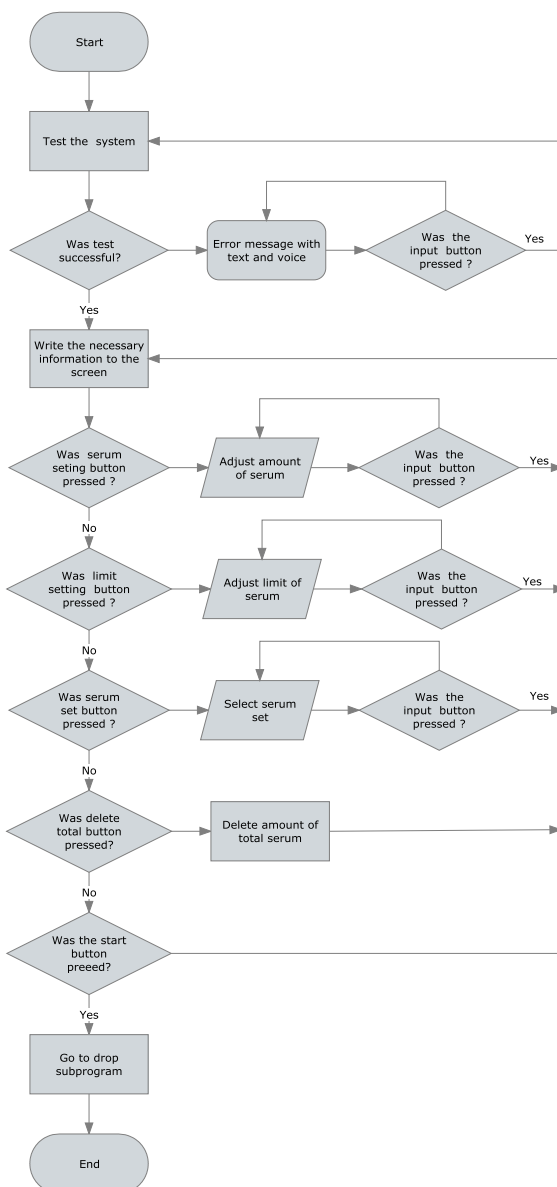 Start
Test the system
Was test
successful?
Error message with
text and voice
Was the
input button
pressed ?
Yes
Yes
Write the necessary
information to the
screen
Was serum
seting button
pressed ?
Adjust amount
of serum
Was the
input button
pressed ?
Yes
No
Was limit
setting button
pressed ?
Adjust limit of
serum
Was the
input button
pressed ?
Yes
No
Was serum
set button
pressed ?
Select serum
set
Was the
input button
pressed ?
Yes
No
Was delete
total button
pressed?
Delete amount of
total serum
No
Was the start
button
preeed?
Yes
Go to drop
subprogram
End